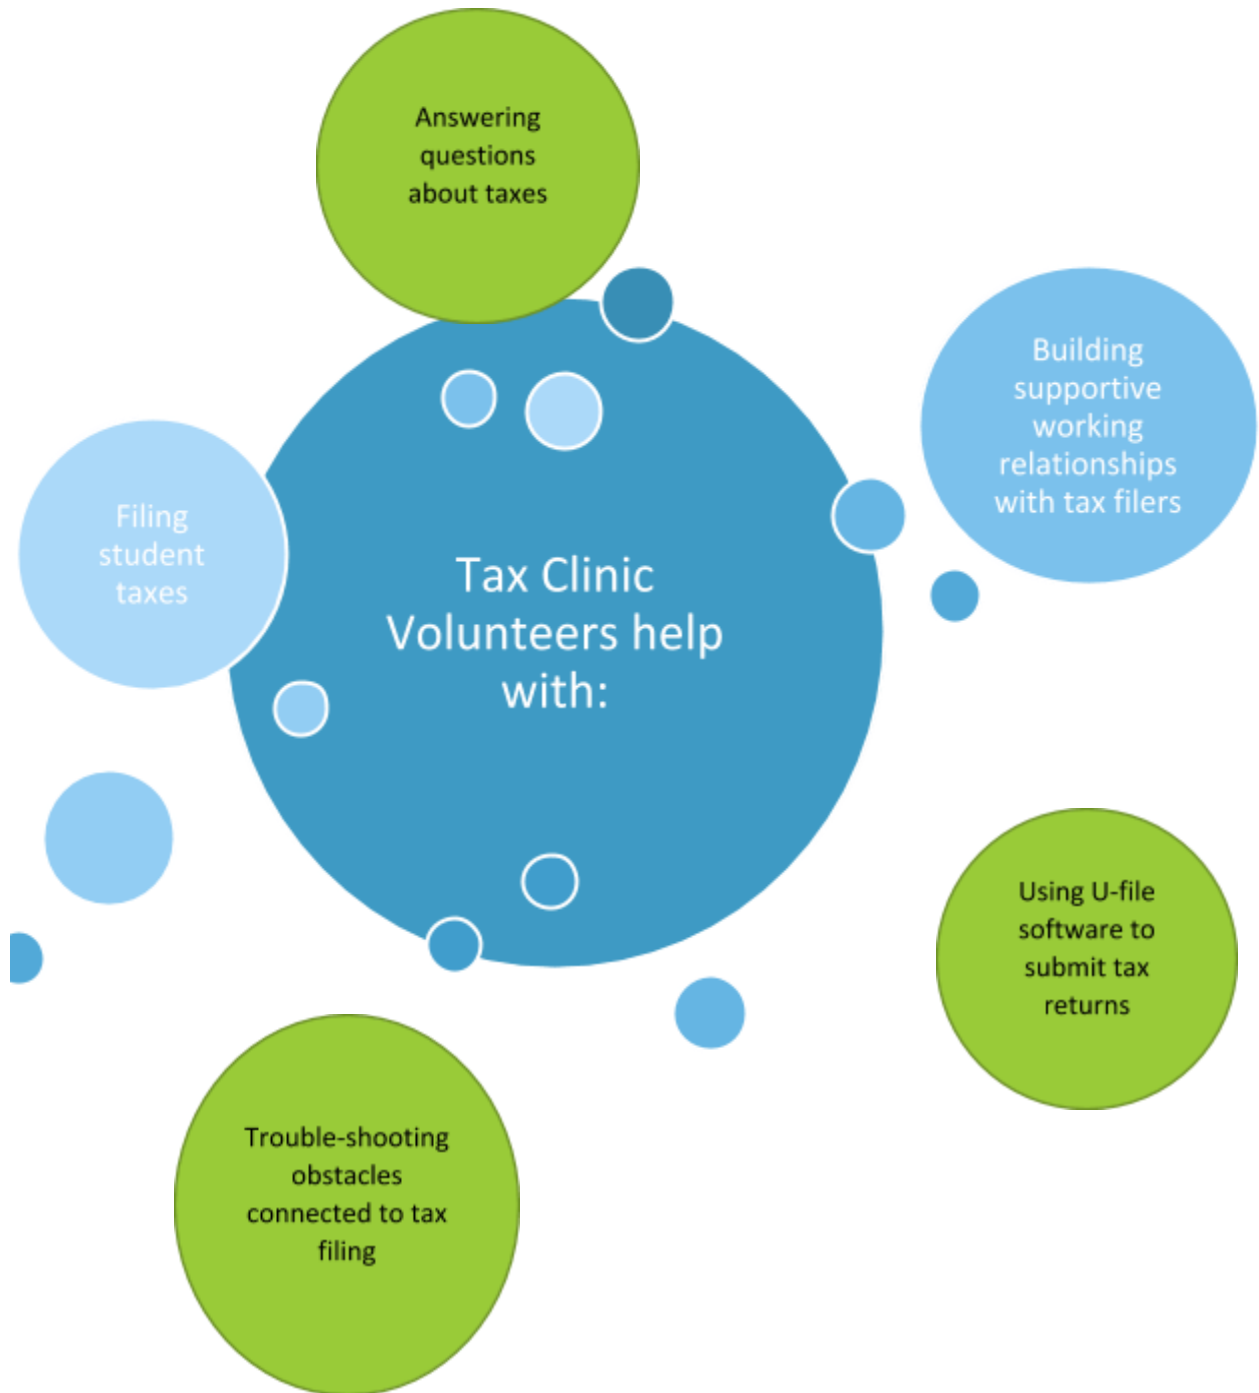 Answering
questions
about taxes
Building
supportive
working
relationships
with tax filers
Filing
student
taxes
Tax Clinic
Volunteers help
with:
Using U-file
software to
submit tax
returns
Trouble-shooting
obstacles
connected to tax
filing